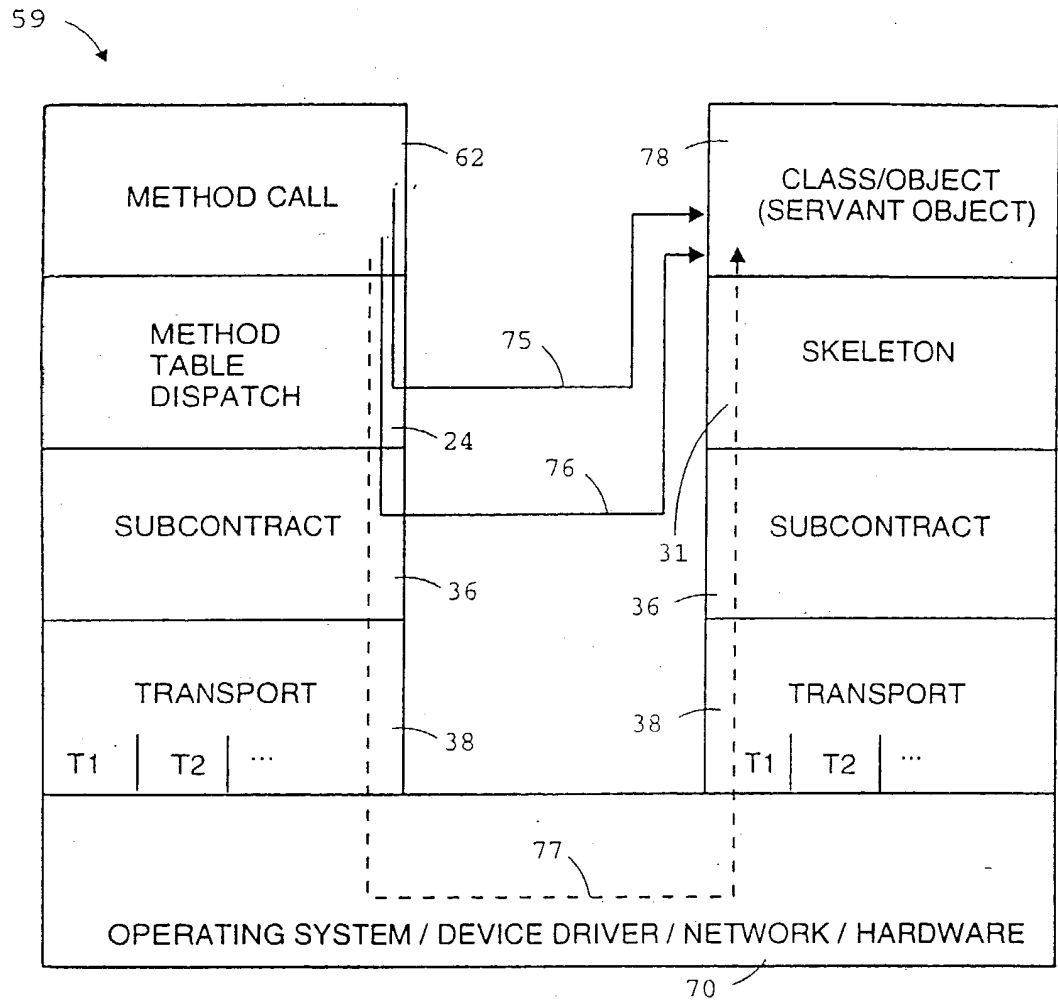 59
62
78
METHOD CALL
CLASS/OBJECT
(SERVANT OBJECT)
METHOD
TABLE
DISPATCH
75
SKELETON
24
76
SUBCONTRACT
31
SUBCONTRACT
36
36
TRANSPORT
TRANSPORT
38
38
T1
T2
...
T1
T2
...
77
OPERATING SYSTEM / DEVICE DRIVER / NETWORK / HARDWARE
70